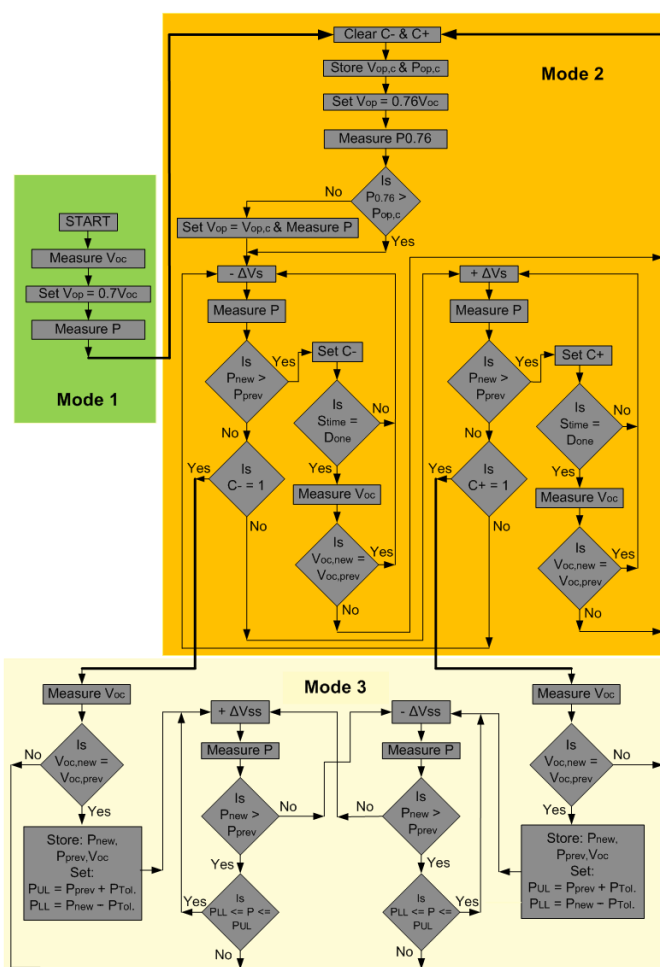 Clear C- & C+
Store Vop,c & Pop,c
Mode 2
Set Vop = 0.76Voc
Measure P0.76
Is
P0.76 >
Pop,c
No
Yes
Set Vop = Vop,c & Measure P
START
Measure Voc
Set Vop = 0.7Voc
Measure P
Mode 1
- ΔVs
Measure P
Is
Pnew >
Pprev
Yes
No
Set C-
Is
Stime =
Done
No
Yes
Is
C- = 1
Yes
No
Measure Voc
Is
Voc,new =
Voc,prev
Yes
No
+ ΔVs
Measure P
Is
Pnew >
Pprev
Yes
No
Set C+
Is
Stime =
Done
No
Yes
Is
C+ = 1
Yes
No
Measure Voc
Is
Voc,new =
Voc,prev
Yes
No
Mode 3
Measure Voc
Is
Voc,new =
Voc,prev
No
Yes
Store: Pnew,
Pprev,Voc
Set:
PUL = Pprev + PTol.
PLL = Pnew − PTol.
+ ΔVss
Measure P
Is
Pnew >
Pprev
No
Yes
Is
PLL <= P <=
PUL
Yes
No
- ΔVss
Measure P
Is
Pnew >
Pprev
No
Yes
Is
PLL <= P <=
PUL
Yes
No
Measure Voc
Is
Voc,new =
Voc,prev
No
Yes
Store: Pnew,
Pprev,Voc
Set:
PUL = Pprev + PTol.
PLL = Pnew − PTol.